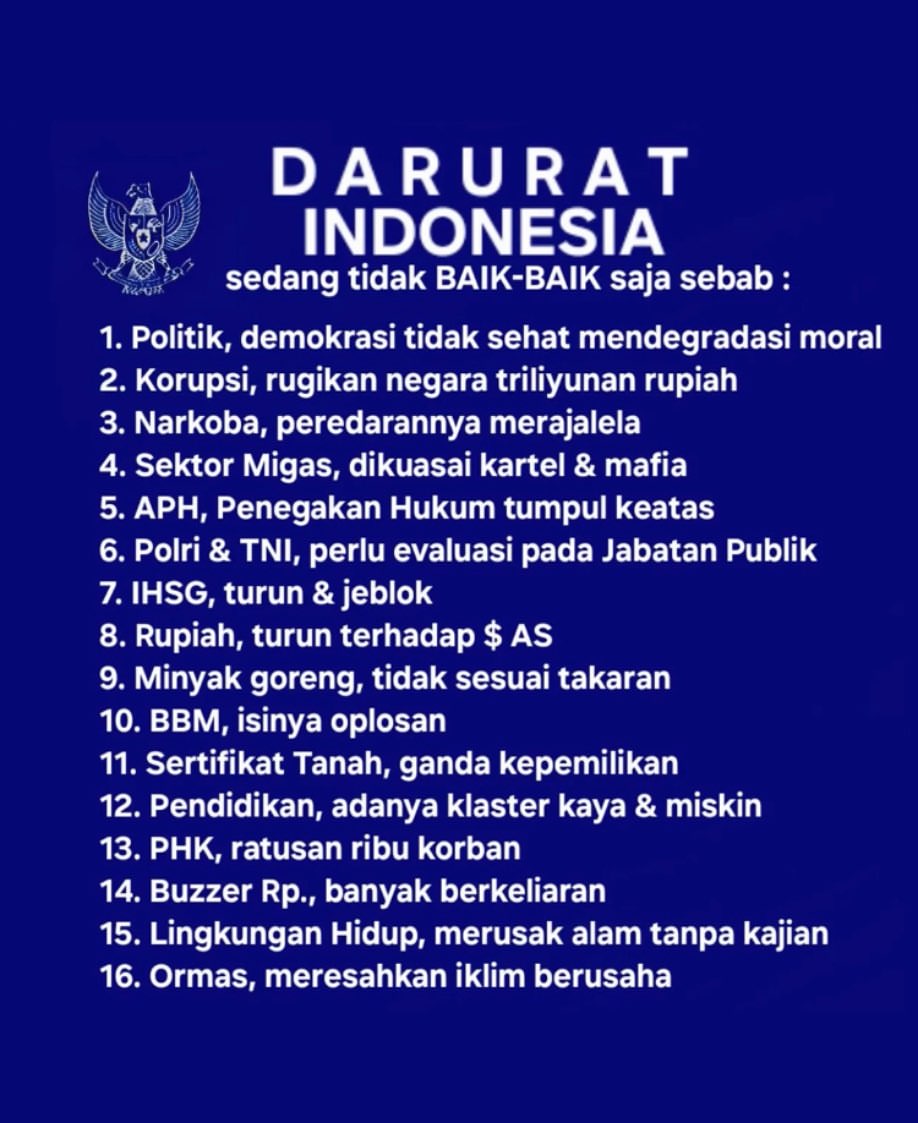 DARURAT
INDONESIA
sedang tidak BAIK-BAIK saja sebab :
1. Politik, demokrasi tidak sehat mendegradasi moral
2. Korupsi, rugikan negara triliyunan rupiah
3. Narkoba, peredarannya merajalela
4. Sektor Migas, dikuasai kartel & mafia
5. APH, Penegakan Hukum tumpul keatas
6. Polri & TNI, perlu evaluasi pada Jabatan Publik
7. IHSG, turun & jeblok
8. Rupiah, turun terhadap $ AS
9. Minyak goreng, tidak sesuai takaran
10. BBM, isinya oplosan
11. Sertifikat Tanah, ganda kepemilikan
12. Pendidikan, adanya klaster kaya & miskin
13. PHK, ratusan ribu korban
14. Buzzer Rp., banyak berkeliaran
15. Lingkungan Hidup, merusak alam tanpa kajian
16. Ormas, meresahkan iklim berusaha